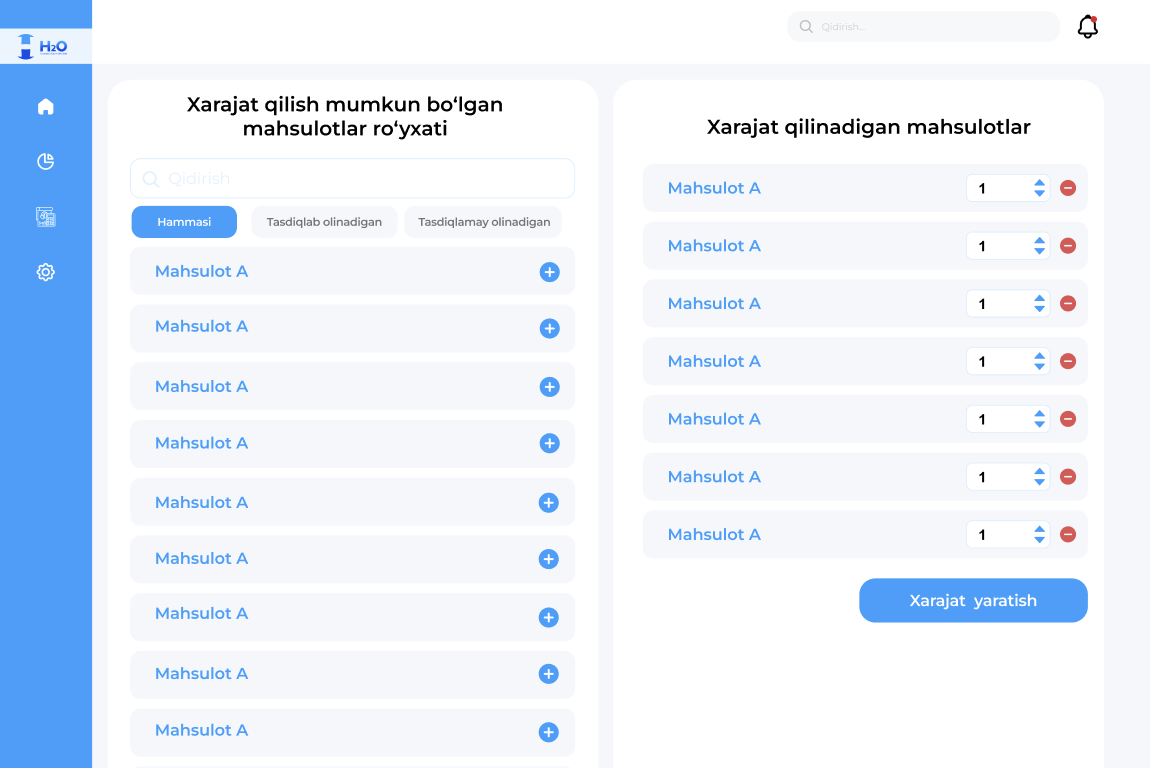 H2O
Qidirish..
Xarajat qilish mumkun bo‘lgan
mahsulotlar ro‘yxati
Qidirish
Hammasi
Tasdiqlab olinadigan
Tasdiqlamay olinadigan
Mahsulot A
Mahsulot A
Mahsulot A
Mahsulot A
Mahsulot A
Mahsulot A
Mahsulot A
Mahsulot A
Mahsulot A
Xarajat qilinadigan mahsulotlar
Mahsulot A 1
Mahsulot A 1
Mahsulot A 1
Mahsulot A 1
Mahsulot A 1
Mahsulot A 1
Mahsulot A 1
Xarajat yaratish